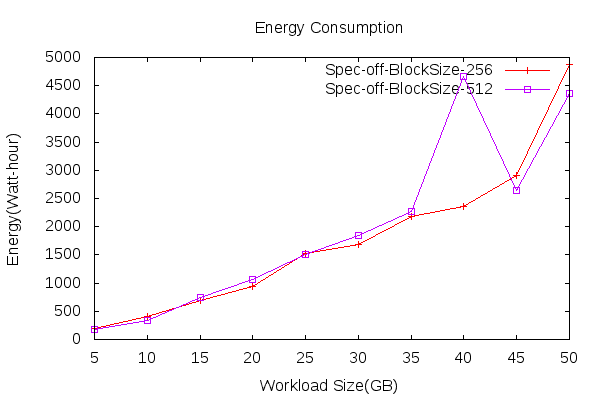 Energy Consumption
Spec-off-BlockSize-256
Spec-off-BlockSize-512
Energy(Watt-hour)
5000
4500
4000
3500
3000
2500
2000
1500
1000
500
0
5 10 15 20 25 30 35 40 45 50
Workload Size(GB)